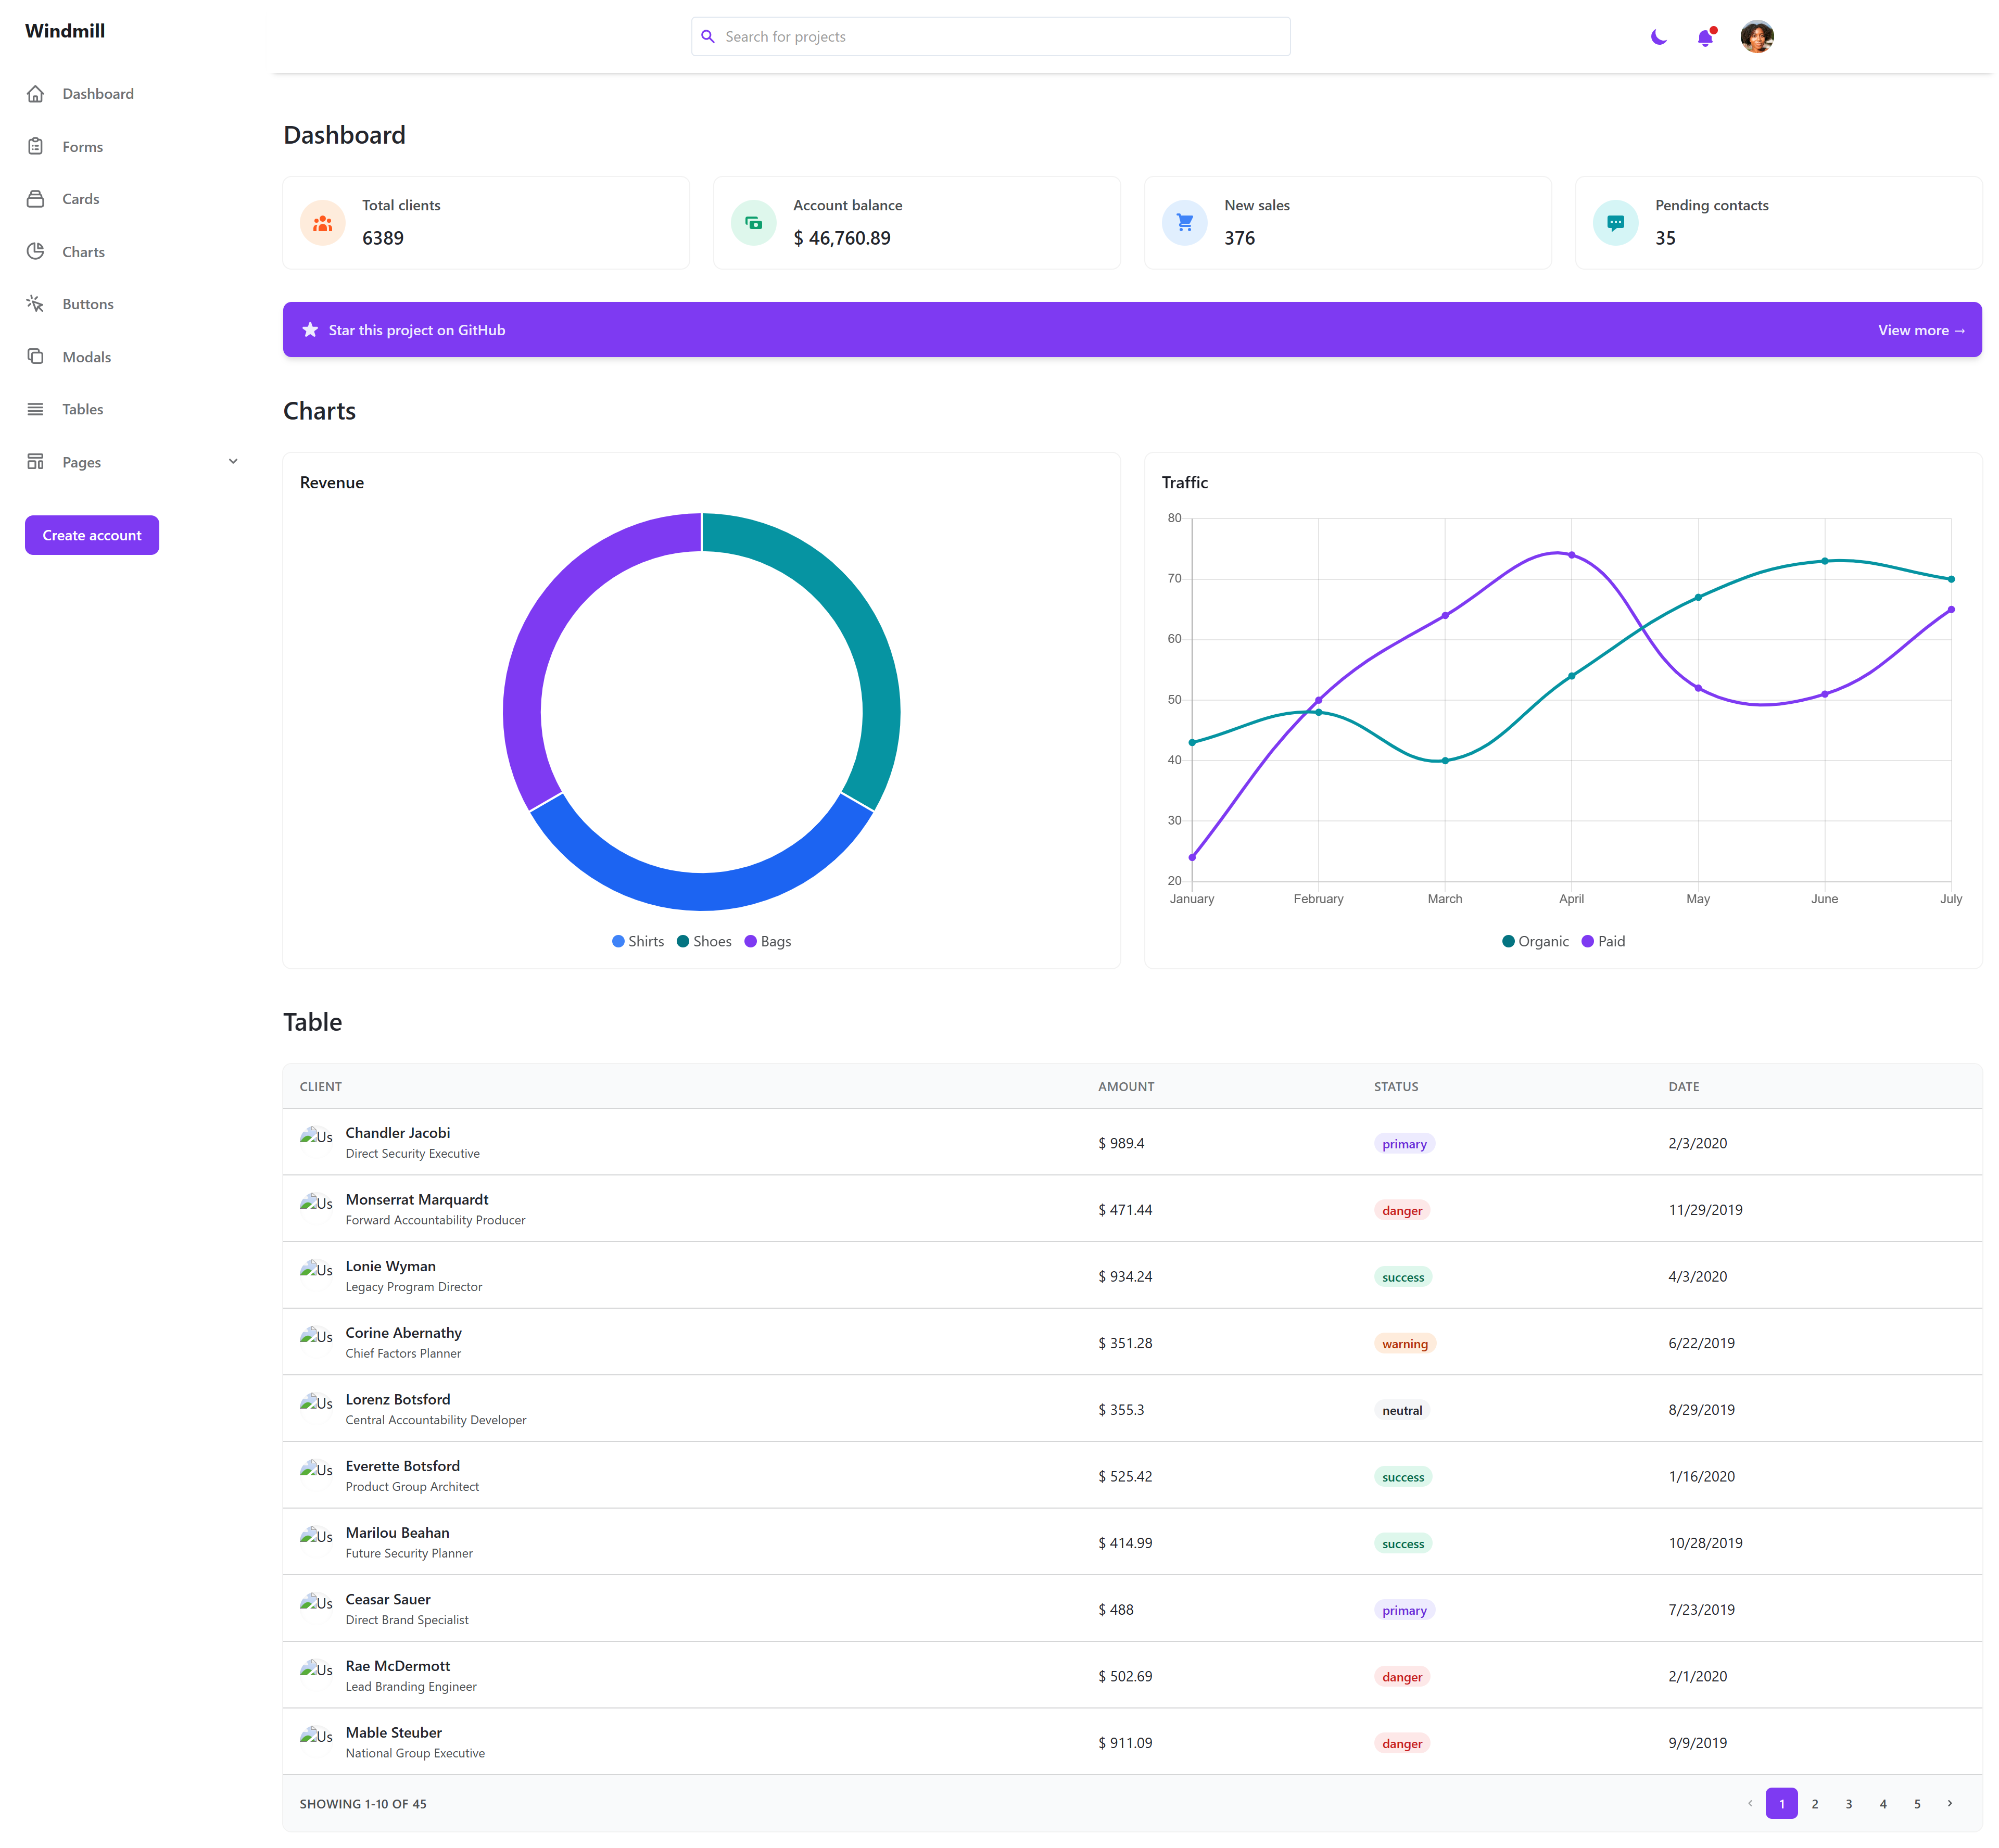 Windmill
Search for projects
Dashboard
Forms
Cards
Charts
Buttons
Modals
Tables
Pages
Create account
Dashboard
Total clients
6389
Account balance
$ 46,760.89
New sales
376
Pending contacts
35
Star this project on GitHub
View more →
Charts
Revenue
Shirts Shoes Bags
Traffic
80
70
60
50
40
30
20
January February March April May June July
Organic Paid
Table
CLIENT AMOUNT STATUS DATE
Us Chandler Jacobi
Direct Security Executive
$ 989.4 primary 2/3/2020
Us Monserrat Marquardt
Forward Accountability Producer
$ 471.44 danger 11/29/2019
Us Lonie Wyman
Legacy Program Director
$ 934.24 success 4/3/2020
Us Corine Abernathy
Chief Factors Planner
$ 351.28 warning 6/22/2019
Us Lorenz Botsford
Central Accountability Developer
$ 355.3 neutral 8/29/2019
Us Everette Botsford
Product Group Architect
$ 525.42 success 1/16/2020
Us Marilou Beahan
Future Security Planner
$ 414.99 success 10/28/2019
Us Ceasar Sauer
Direct Brand Specialist
$ 488 primary 7/23/2019
Us Rae McDermott
Lead Branding Engineer
$ 502.69 danger 2/1/2020
Us Mable Steuber
National Group Executive
$ 911.09 danger 9/9/2019
SHOWING 1-10 OF 45
1 2 3 4 5